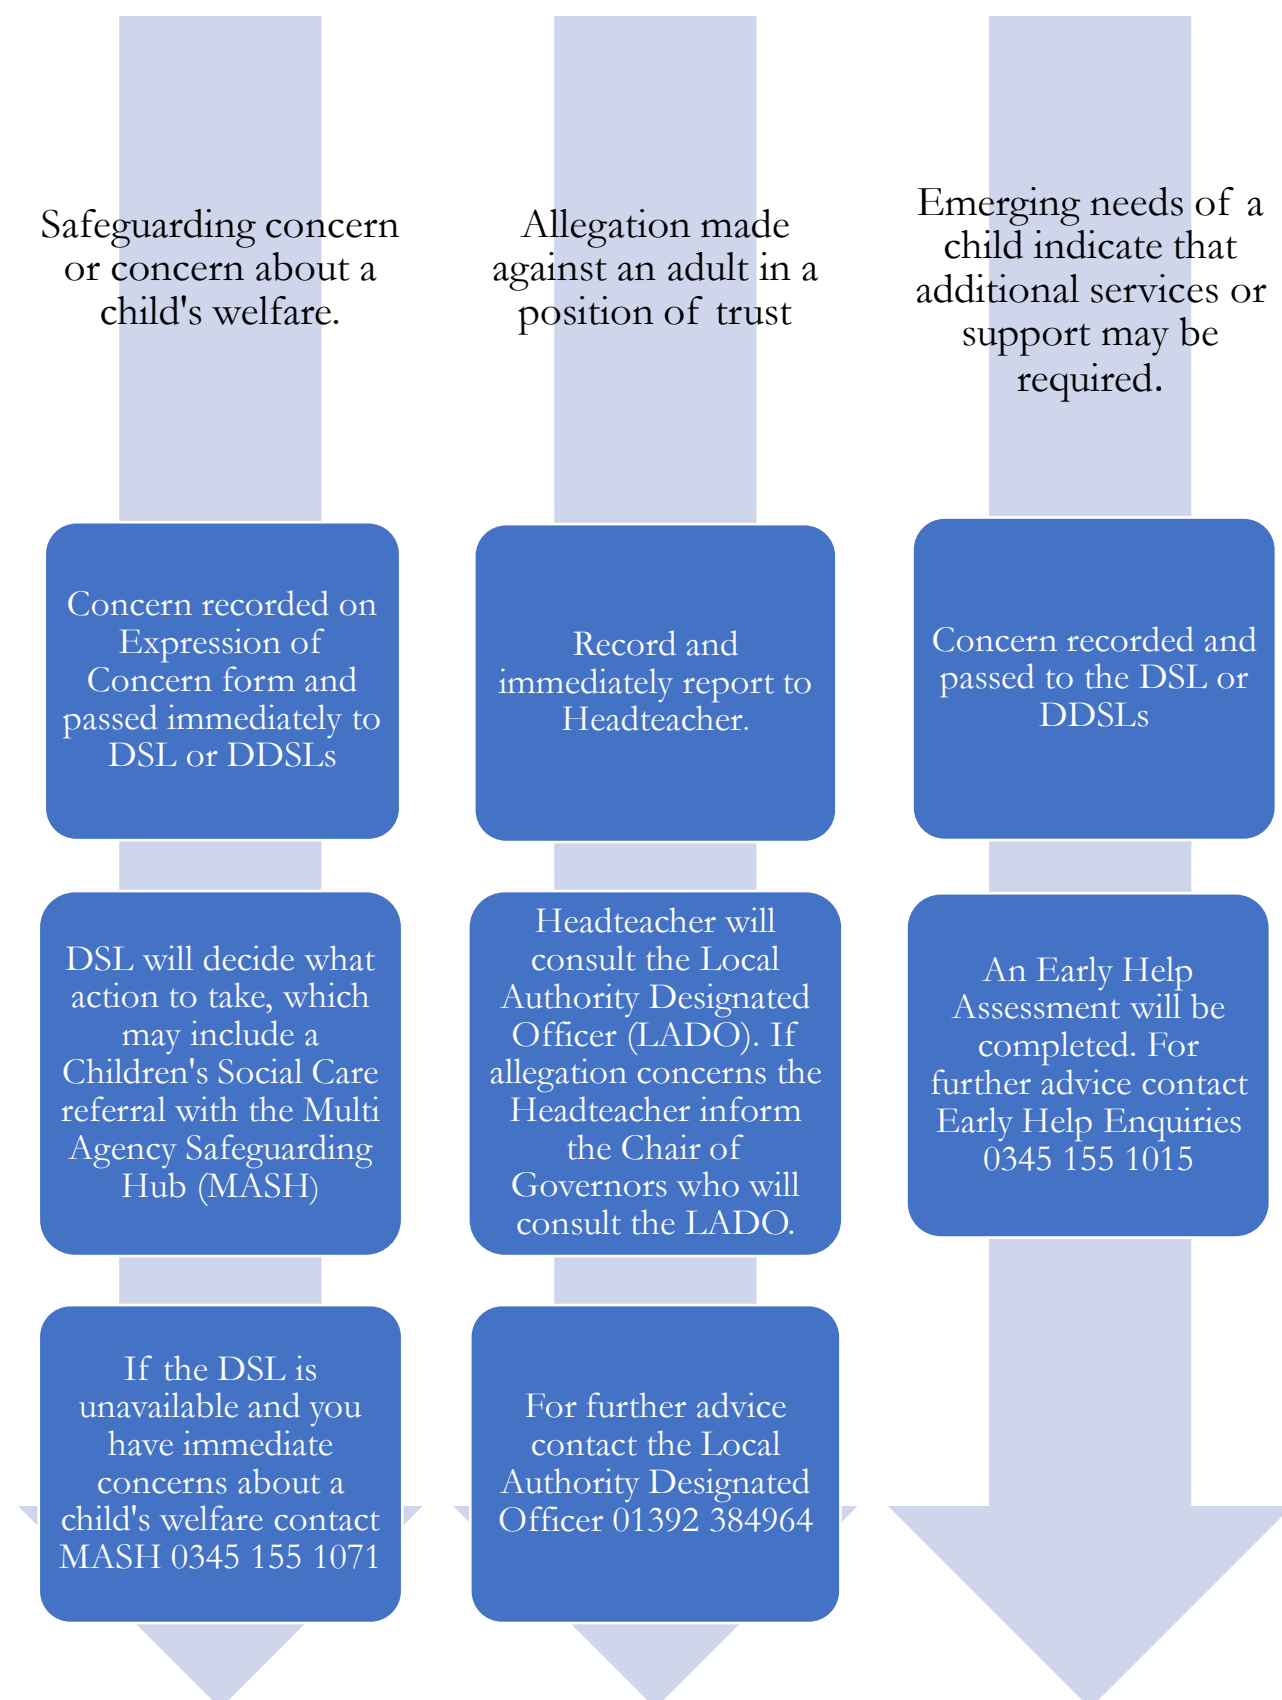 Safeguarding concern
or concern about a
child's welfare.
Concern recorded on
Expression of
Concern form and
passed immediately to
DSL or DDSLs
DSL will decide what
action to take, which
may include a
Children's Social Care
referral with the Multi
Agency Safeguarding
Hub (MASH)
If the DSL is
unavailable and you
have immediate
concerns about a
child's welfare contact
MASH 0345 155 1071
Allegation made
against an adult in a
position of trust
Record and
immediately report to
Headteacher.
Headteacher will
consult the Local
Authority Designated
Officer (LADO). If
allegation concerns the
Headteacher inform
the Chair of
Governors who will
consult the LADO.
For further advice
contact the Local
Authority Designated
Officer 01392 384964
Emerging needs of a
child indicate that
additional services or
support may be
required.
Concern recorded and
passed to the DSL or
DDSLs
An Early Help
Assessment will be
completed. For
further advice contact
Early Help Enquiries
0345 155 1015